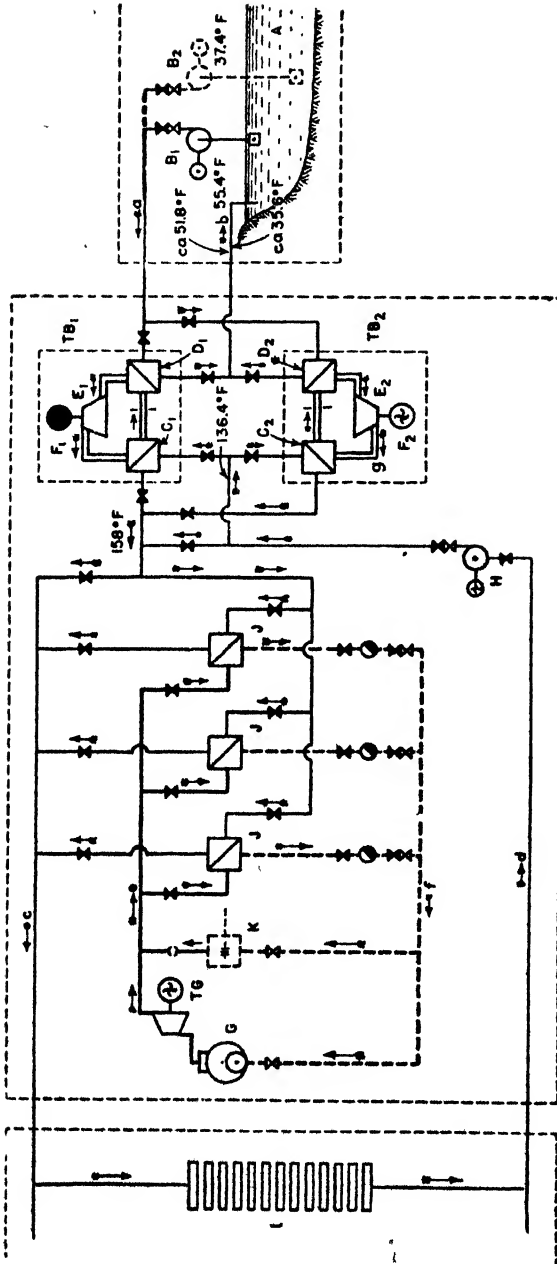 c
F₁
TB₁
E₁
158°F
a
B₁
B₂
37.4°F
e
TG
K
J
J
J
G
C₁
i
D₁
ca 51.8°F
b
55.4°F
ca 35.6°F
A
136.4°F
C₂
D₂
i
g
E₂
F₂
TB₂
L
f
H
d